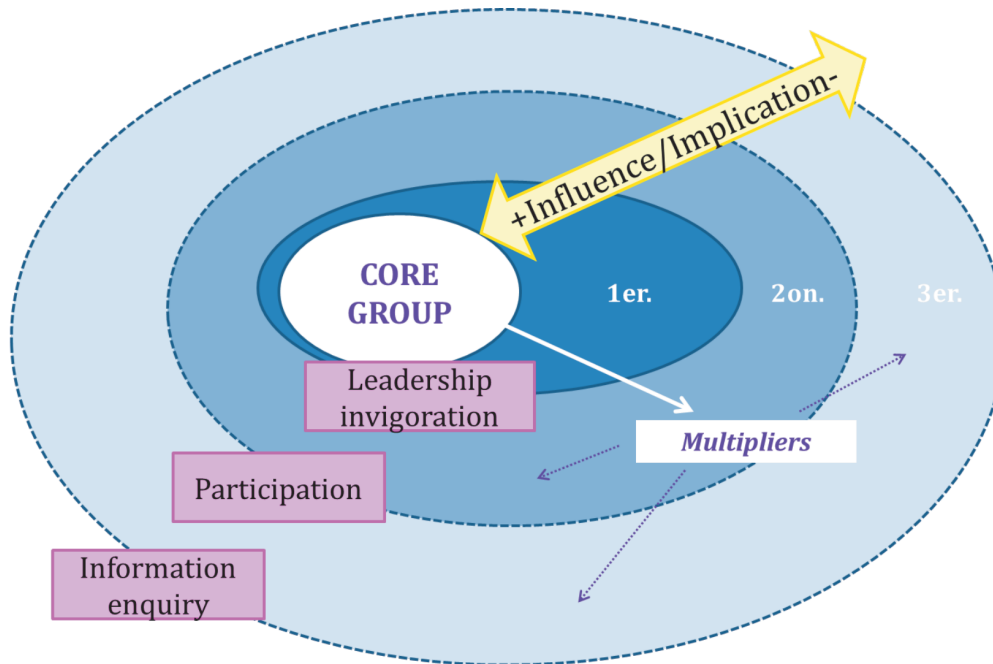 +Influence/Implication-
CORE
GROUP
1er.
2on.
3er.
Leadership
invigoration
Multipliers
Participation
Information
enquiry